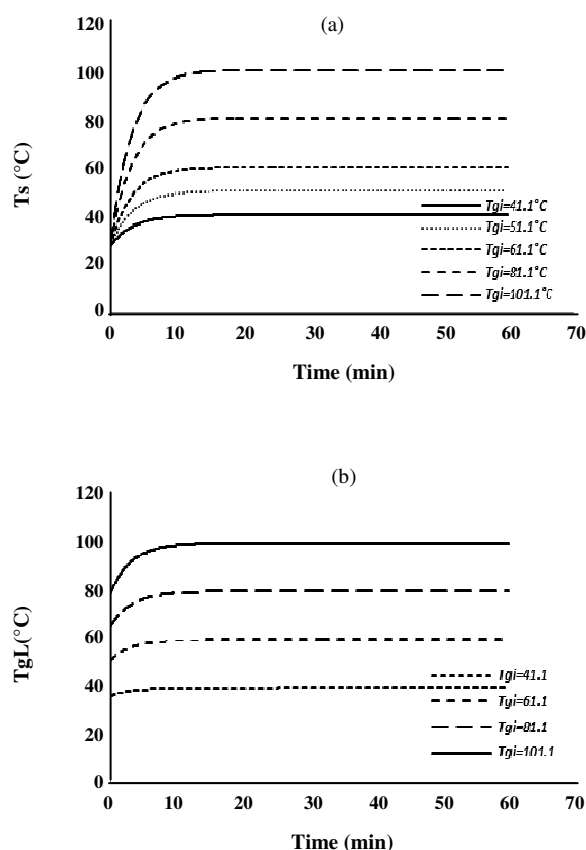 (a)
120
100
80
60
40
20
0
Ts (°C)
Tgi=41.1°C
Tgi=51.1°C
Tgi=61.1°C
Tgi=81.1°C
Tgi=101.1°C
0 10 20 30 40 50 60 70
Time (min)
(b)
120
100
80
60
40
20
0
TgL(°C)
Tgi=41.1
Tgi=61.1
Tgi=81.1
Tgi=101.1
0 10 20 30 40 50 60 70
Time (min)